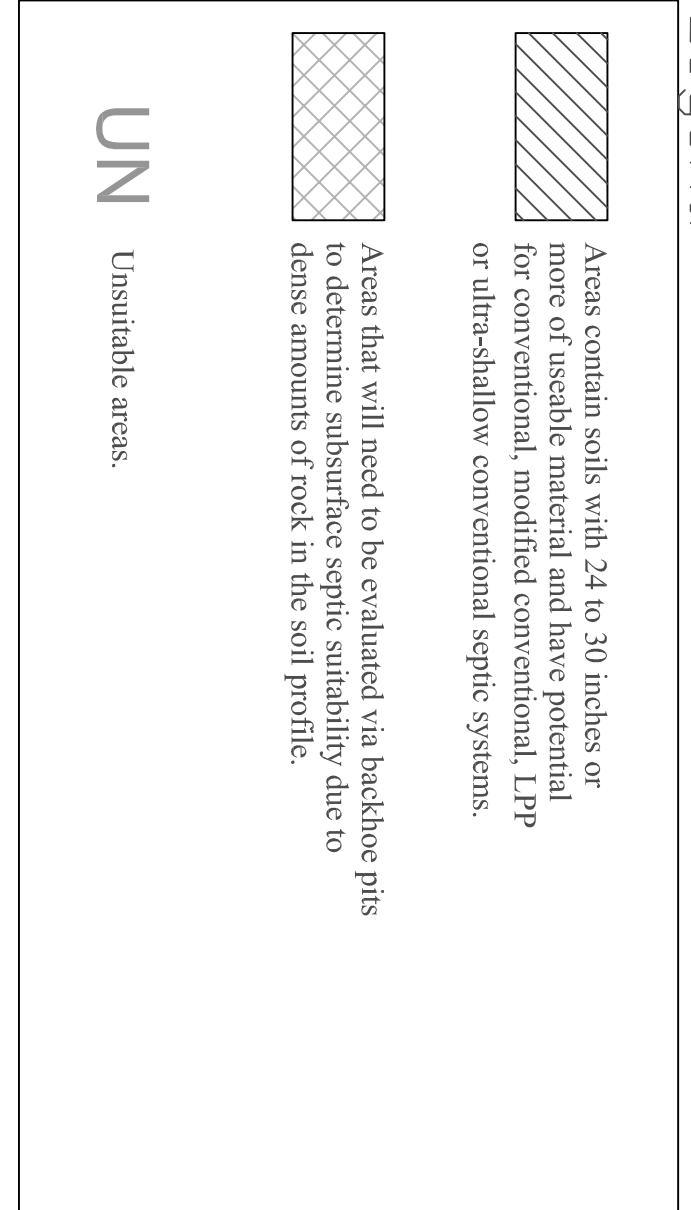 Areas contain soils with 24 to 30 inches or
more of useable material and have potential
for conventional, modified conventional, LPP
or ultra-shallow conventional septic systems.
Areas that will need to be evaluated via backhoe pits
to determine subsurface septic suitability due to
dense amounts of rock in the soil profile.
UN Unsuitable areas.